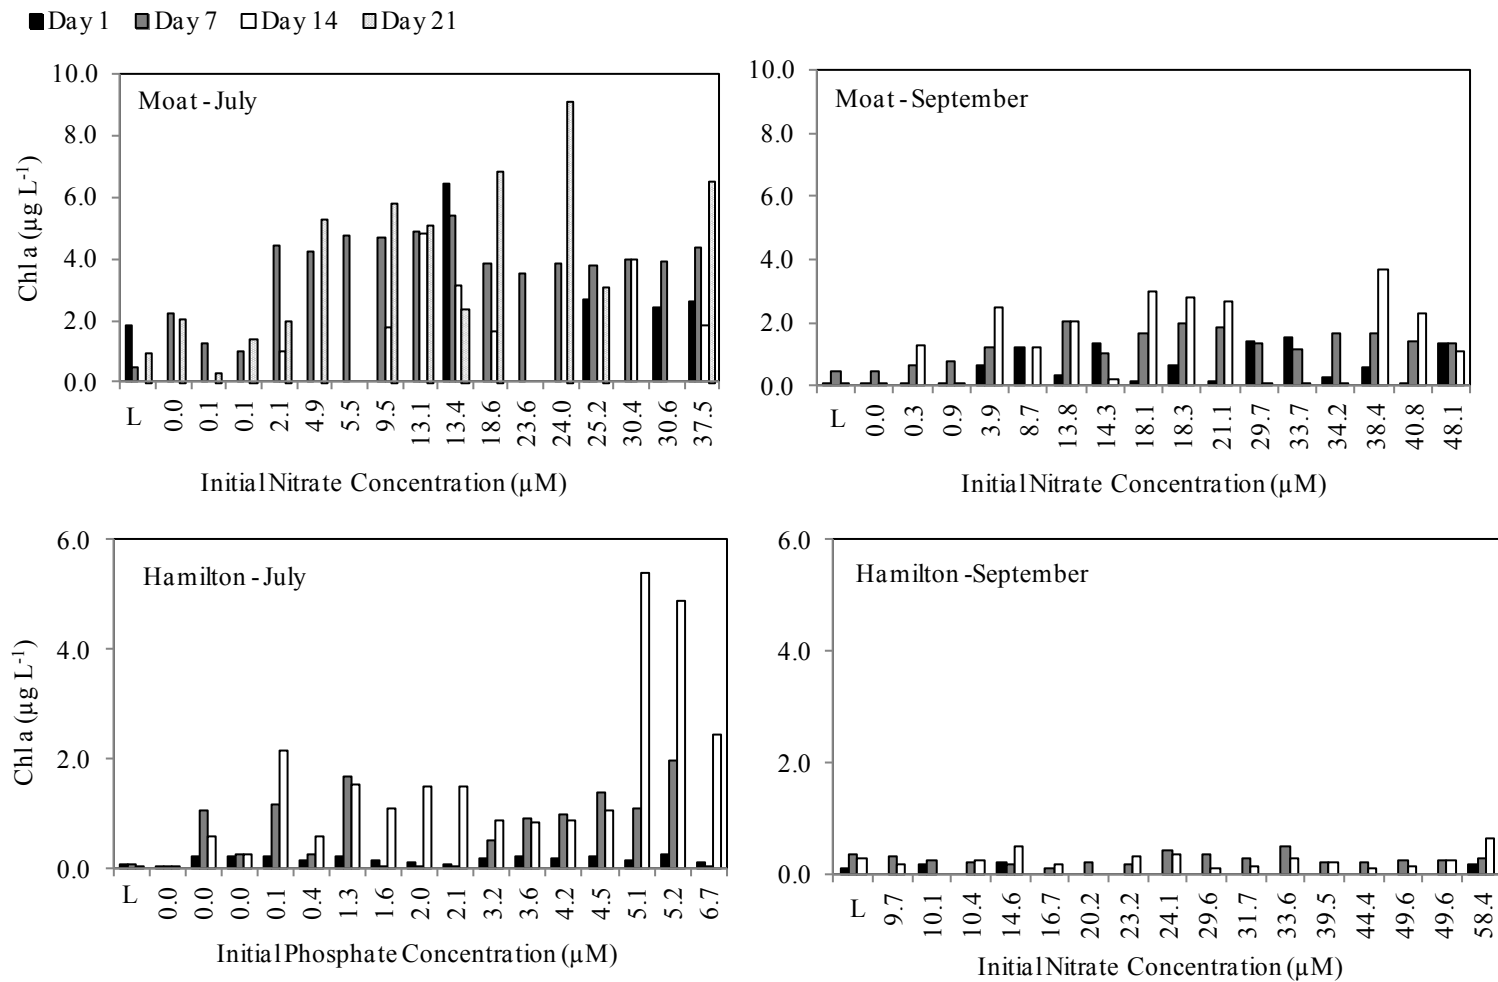 Day 1 Day 7 Day 14 Day 21
10.0
8.0
6.0
4.0
2.0
0.0
Chl a (µg L-1)
Moat - July
L 0.0 0.1 0.1 2.1 4.9 5.5 9.5 13.1 13.4 18.6 23.6 24.0 25.2 30.4 30.6 37.5
Initial Nitrate Concentration (µM)
10.0
8.0
6.0
4.0
2.0
0.0
Moat - September
L 0.0 0.3 0.9 3.9 8.7 13.8 14.3 18.1 18.3 21.1 29.7 33.7 34.2 38.4 40.8 48.1
Initial Nitrate Concentration (µM)
6.0
4.0
2.0
0.0
Chl a (µg L-1)
Hamilton - July
L 0.0 0.0 0.0 0.1 0.4 1.3 1.6 2.0 2.1 3.2 3.6 4.2 4.5 5.1 5.2 6.7
Initial Phosphate Concentration (µM)
6.0
4.0
2.0
0.0
Hamilton -September
L 9.7 10.1 10.4 14.6 16.7 20.2 23.2 24.1 29.6 31.7 33.6 39.5 44.4 49.6 49.6 58.4
Initial Nitrate Concentration (µM)